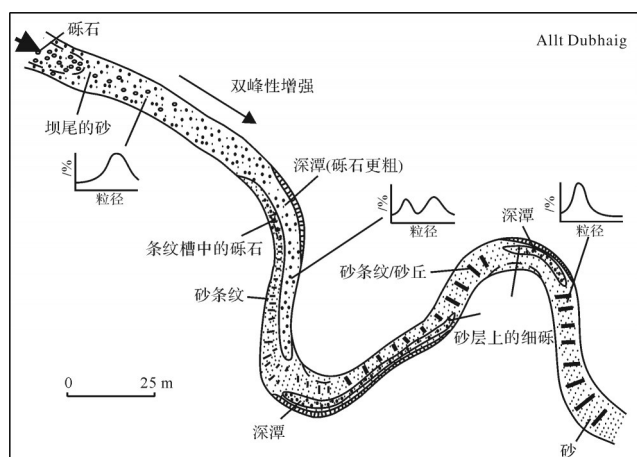 砾石
Allt Dubhaig
双峰性增强
坝尾的砂
/%
粒径
深潭(砾石更粗)
/%
粒径
/%
粒径
深潭
条纹槽中的砾石
砂条纹/砂丘
砂条纹
砂层上的细砾
0 25 m
深潭
砂